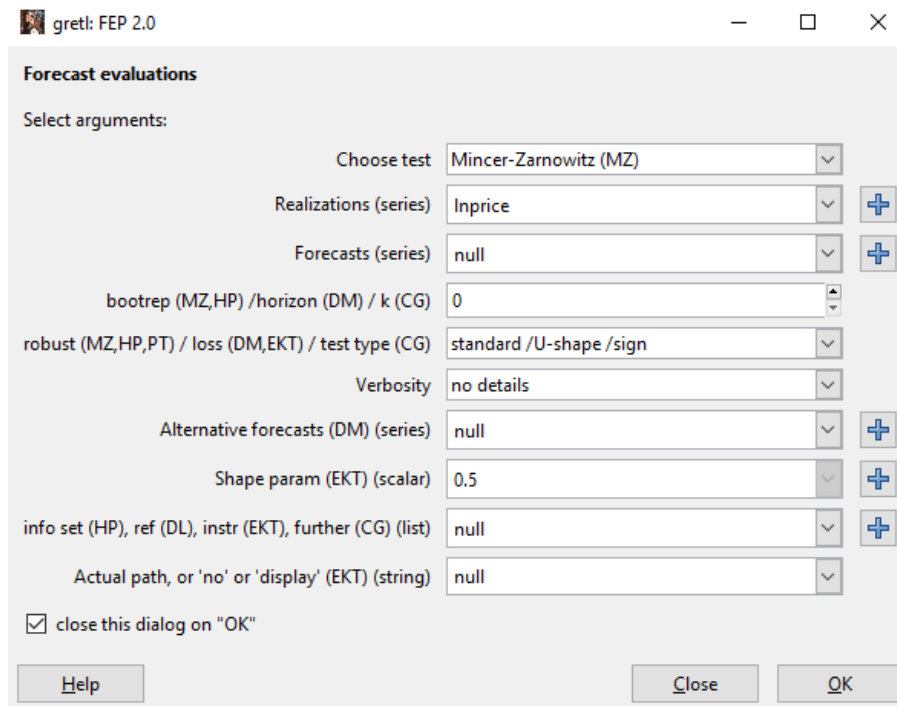 gretl: FEP 2.0
Forecast evaluations
Select arguments:
Choose test Mincer-Zarnowitz (MZ)
Realizations (series) lnprice
Forecasts (series) null
bootrep (MZ,HP) /horizon (DM) / k (CG) 0
robust (MZ,HP,PT) / loss (DM,EKT) / test type (CG) standard /U-shape /sign
Verbosity no details
Alternative forecasts (DM) (series) null
Shape param (EKT) (scalar) 0.5
info set (HP), ref (DL), instr (EKT), further (CG) (list) null
Actual path, or 'no' or 'display' (EKT) (string) null
close this dialog on "OK"
Help Close OK